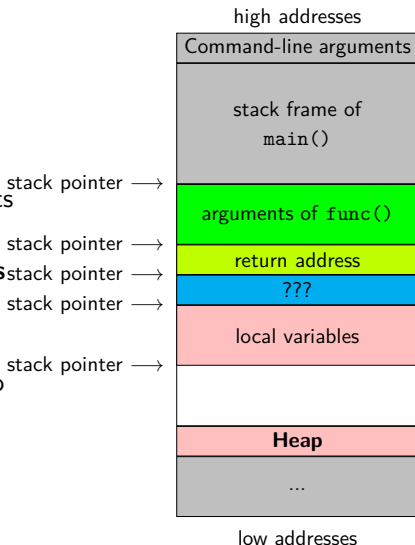 high addresses
Command-line arguments
stack frame of
main()
stack pointer →
ts
arguments of func()
stack pointer →
return address
s stack pointer →
???
stack pointer →
local variables
stack pointer →
Heap
...
low addresses